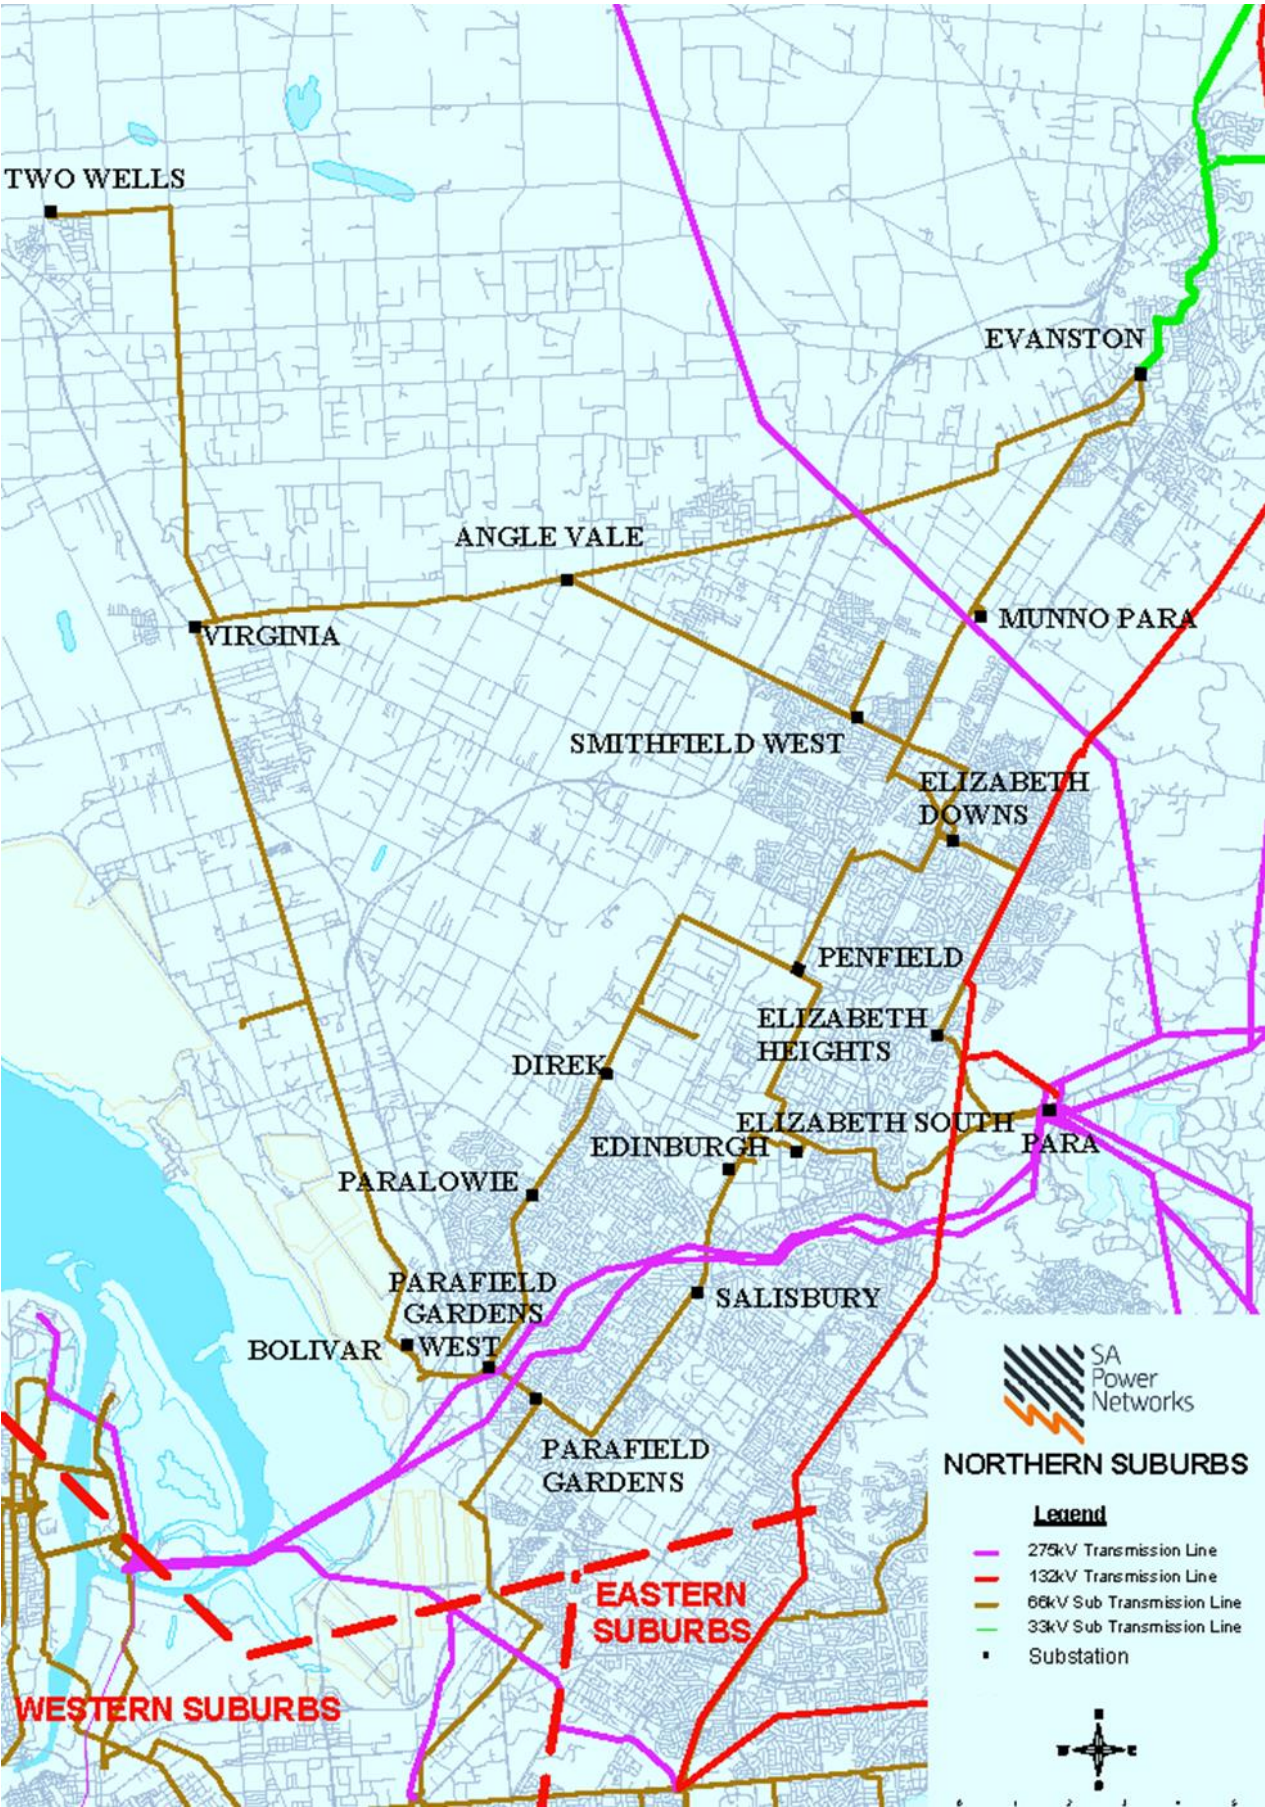 TWO WELLS
EVANSTON
ANGLE VALE
MUNNO PARA
VIRGINIA
SMITHFIELD WEST
ELIZABETH
DOWNS
PENFIELD
ELIZABETH
HEIGHTS
DIREK
ELIZABETH SOUTH
EDINBURGH
PARA
PARALOWIE
PARAFIELD
GARDENS
WEST
SALISBURY
BOLIVAR
PARAFIELD
GARDENS
SA
Power
Networks
NORTHERN SUBURBS
Legend
275kV Transmission Line
132kV Transmission Line
66kV Sub Transmission Line
33kV Sub Transmission Line
Substation
EASTERN
SUBURBS
WESTERN SUBURBS